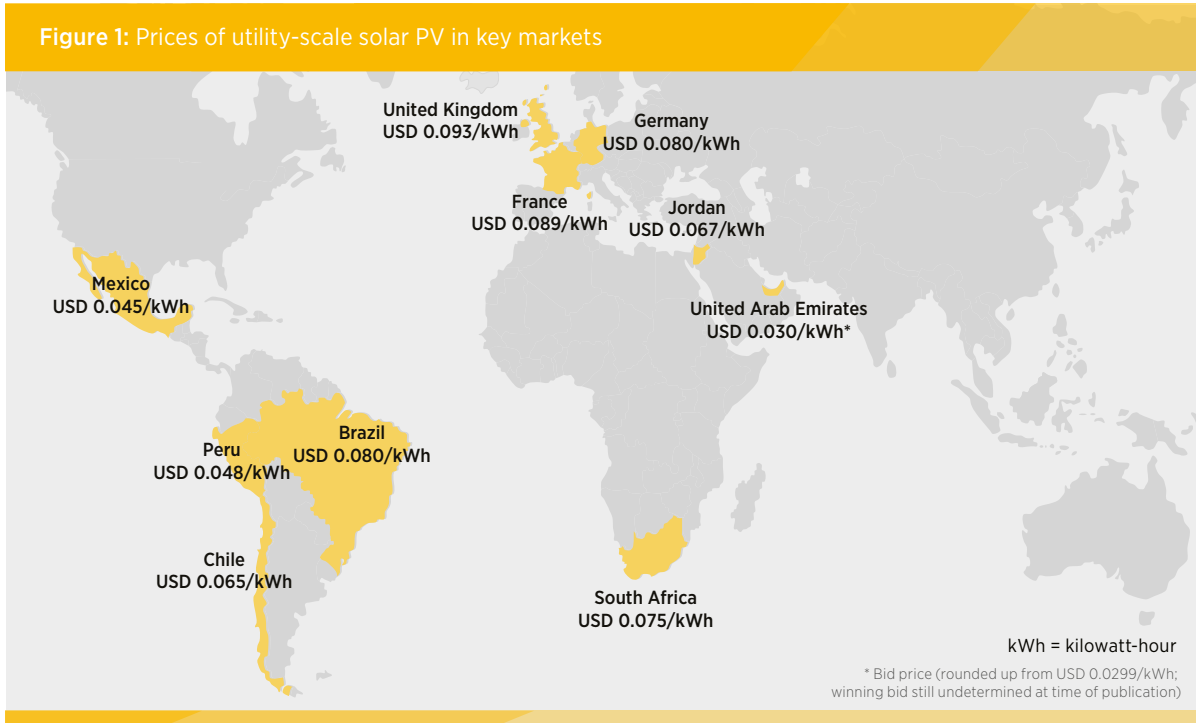 Figure 1: Prices of utility-scale solar PV in key markets
United Kingdom
USD 0.093/kWh
Germany
USD 0.080/kWh
France
USD 0.089/kWh
Jordan
USD 0.067/kWh
Mexico
USD 0.045/kWh
United Arab Emirates
USD 0.030/kWh*
Brazil
USD 0.080/kWh
Peru
USD 0.048/kWh
Chile
USD 0.065/kWh
South Africa
USD 0.075/kWh
kWh = kilowatt-hour
* Bid price (rounded up from USD 0.0299/kWh;
winning bid still undetermined at time of publication)